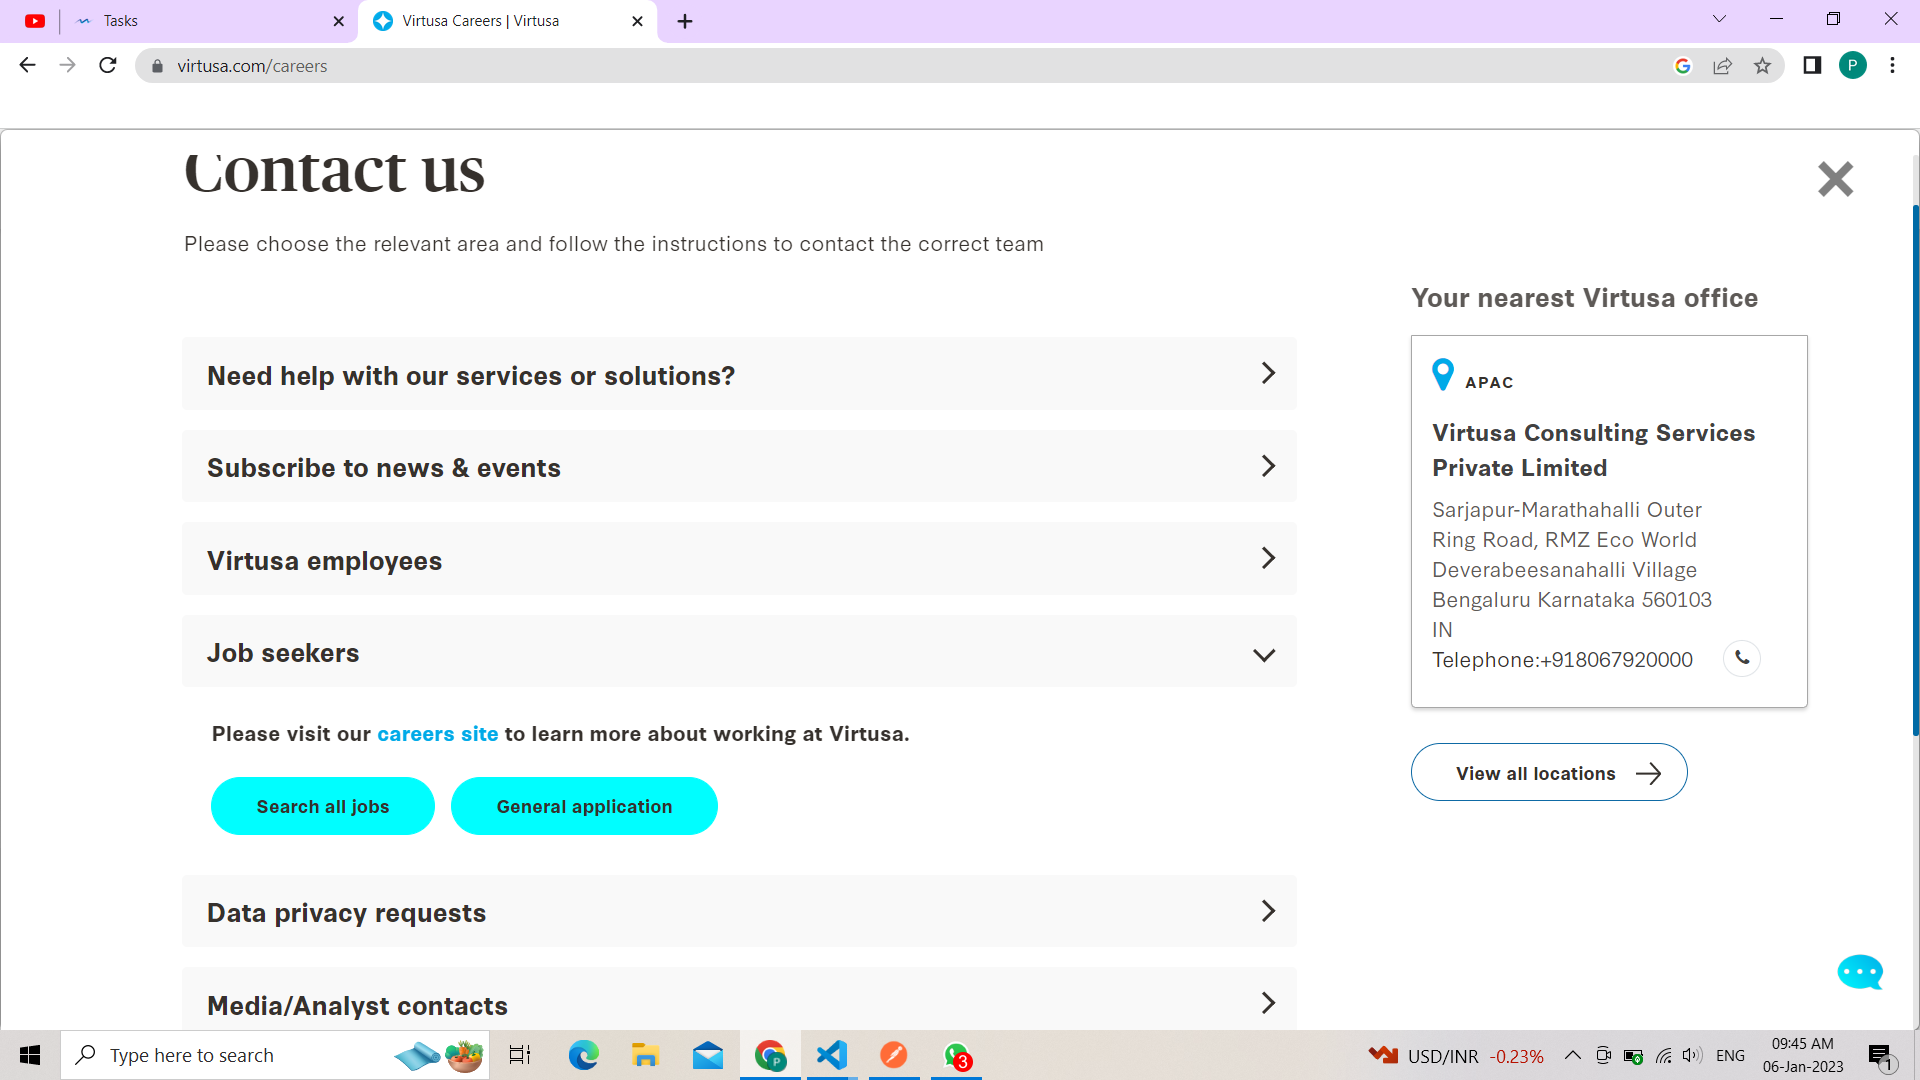 Tasks
Virtusa Careers | Virtusa
virtusa.com/careers
P
Contact us
Please choose the relevant area and follow the instructions to contact the correct team
Need help with our services or solutions?
Subscribe to news & events
Virtusa employees
Job seekers
Please visit our careers site to learn more about working at Virtusa.
Search all jobs
General application
Data privacy requests
Media/Analyst contacts
Your nearest Virtusa office
APAC
Virtusa Consulting Services
Private Limited
Sarjapur-Marathahalli Outer
Ring Road, RMZ Eco World
Deverabeesanahalli Village
Bengaluru Karnataka 560103
IN
Telephone:+918067920000
View all locations
Type here to search
P
3
USD/INR -0.23%
ENG
09:45 AM
06-Jan-2023
1